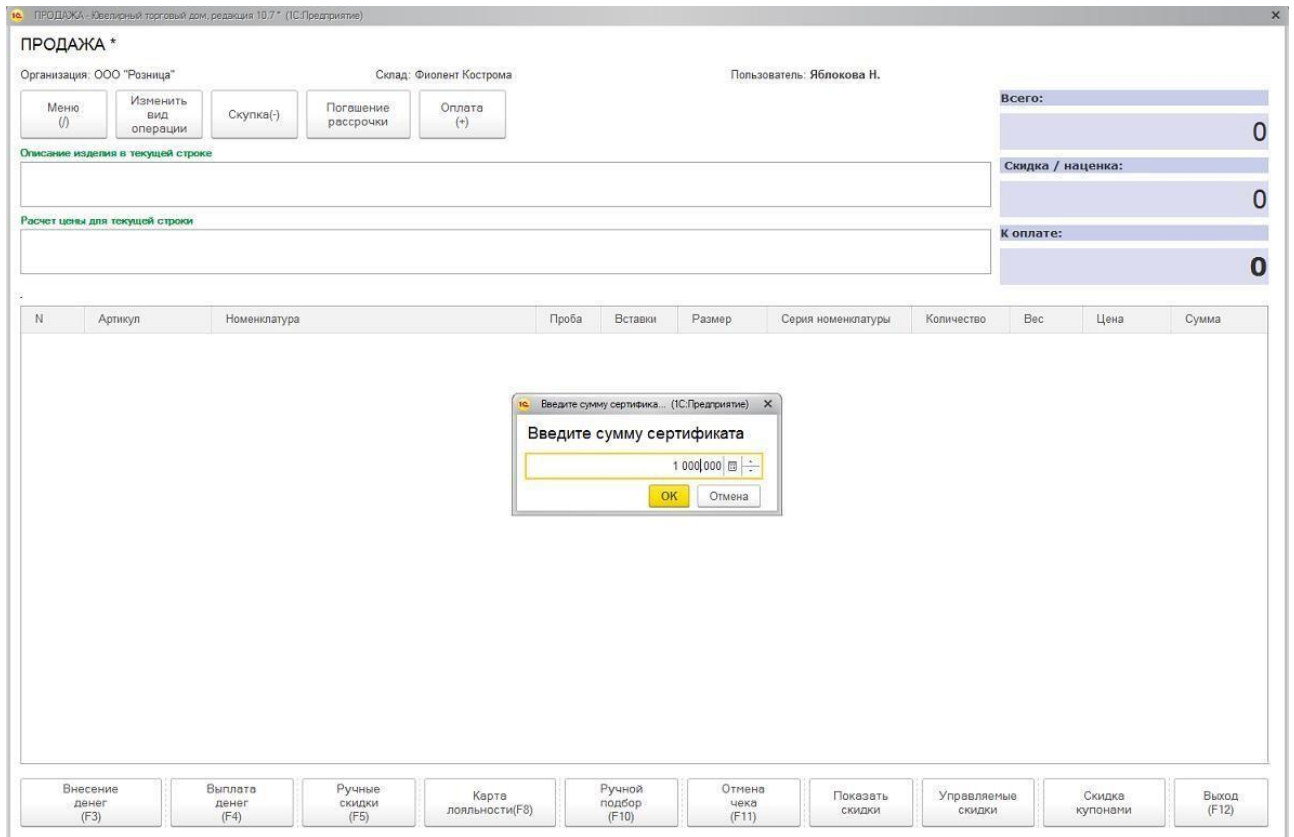 ПРОДАЖА - Ювелирный торговый дом, редакция 10.7 * (1С:Предприятие)
ПРОДАЖА *
Организация: ООО "Розница" Склад: Фиолент Кострома Пользователь: Яблокова Н.
Меню
(/)
Изменить
вид
операции
Скупка(-)
Погашение
рассрочки
Оплата
(+)
Всего:
0
Описание изделия в текущей строке
Скидка / наценка:
0
Расчет цены для текущей строки
К оплате:
0
N Артикул Номенклатура Проба Вставки Размер Серия номенклатуры Количество Вес Цена Сумма
Введите сумму сертифика... (1С:Предприятие)
Введите сумму сертификата
1 000 000
OK Отмена
Внесение
денег
(F3)
Выплата
денег
(F4)
Ручные
скидки
(F5)
Карта
лояльности(F8)
Ручной
подбор
(F10)
Отмена
чека
(F11)
Показать
скидки
Управляемые
скидки
Скидка
купонами
Выход
(F12)